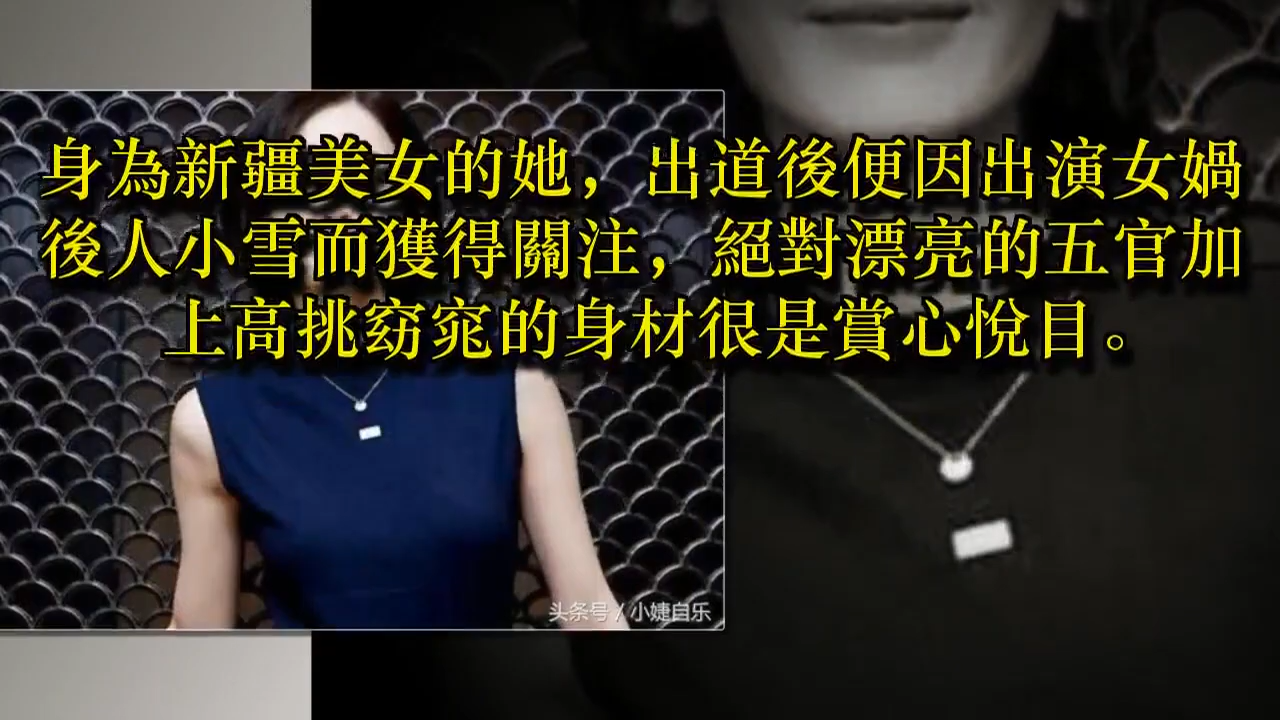 身為新疆美女的她，出道後便因出演女媧
後人小雪而獲得關注，絕對漂亮的五官加
上高挑窈窕的身材很是賞心悅目。
头条号 / 小婕自乐